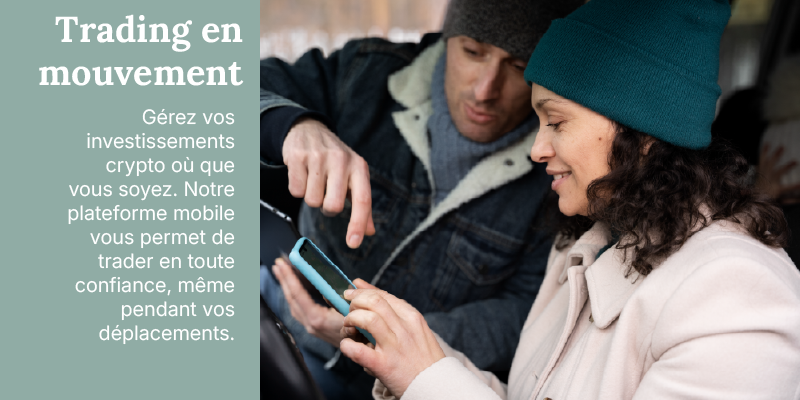 Trading en
mouvement
Gérez vos
investissements
crypto où que
vous soyez. Notre
plateforme mobile
vous permet de
trader en toute
confiance, même
pendant vos
déplacements.